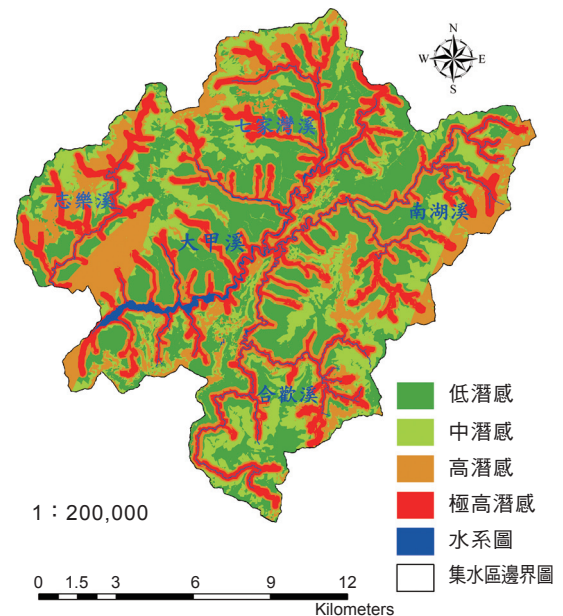 N
W E
S
七家灣溪
志樂溪
南湖溪
大甲溪
合歡溪
低潛感
中潛感
高潛感
極高潛感
水系圖
集水區邊界圖
1：200,000
0 1.5 3 6 9 12
Kilometers